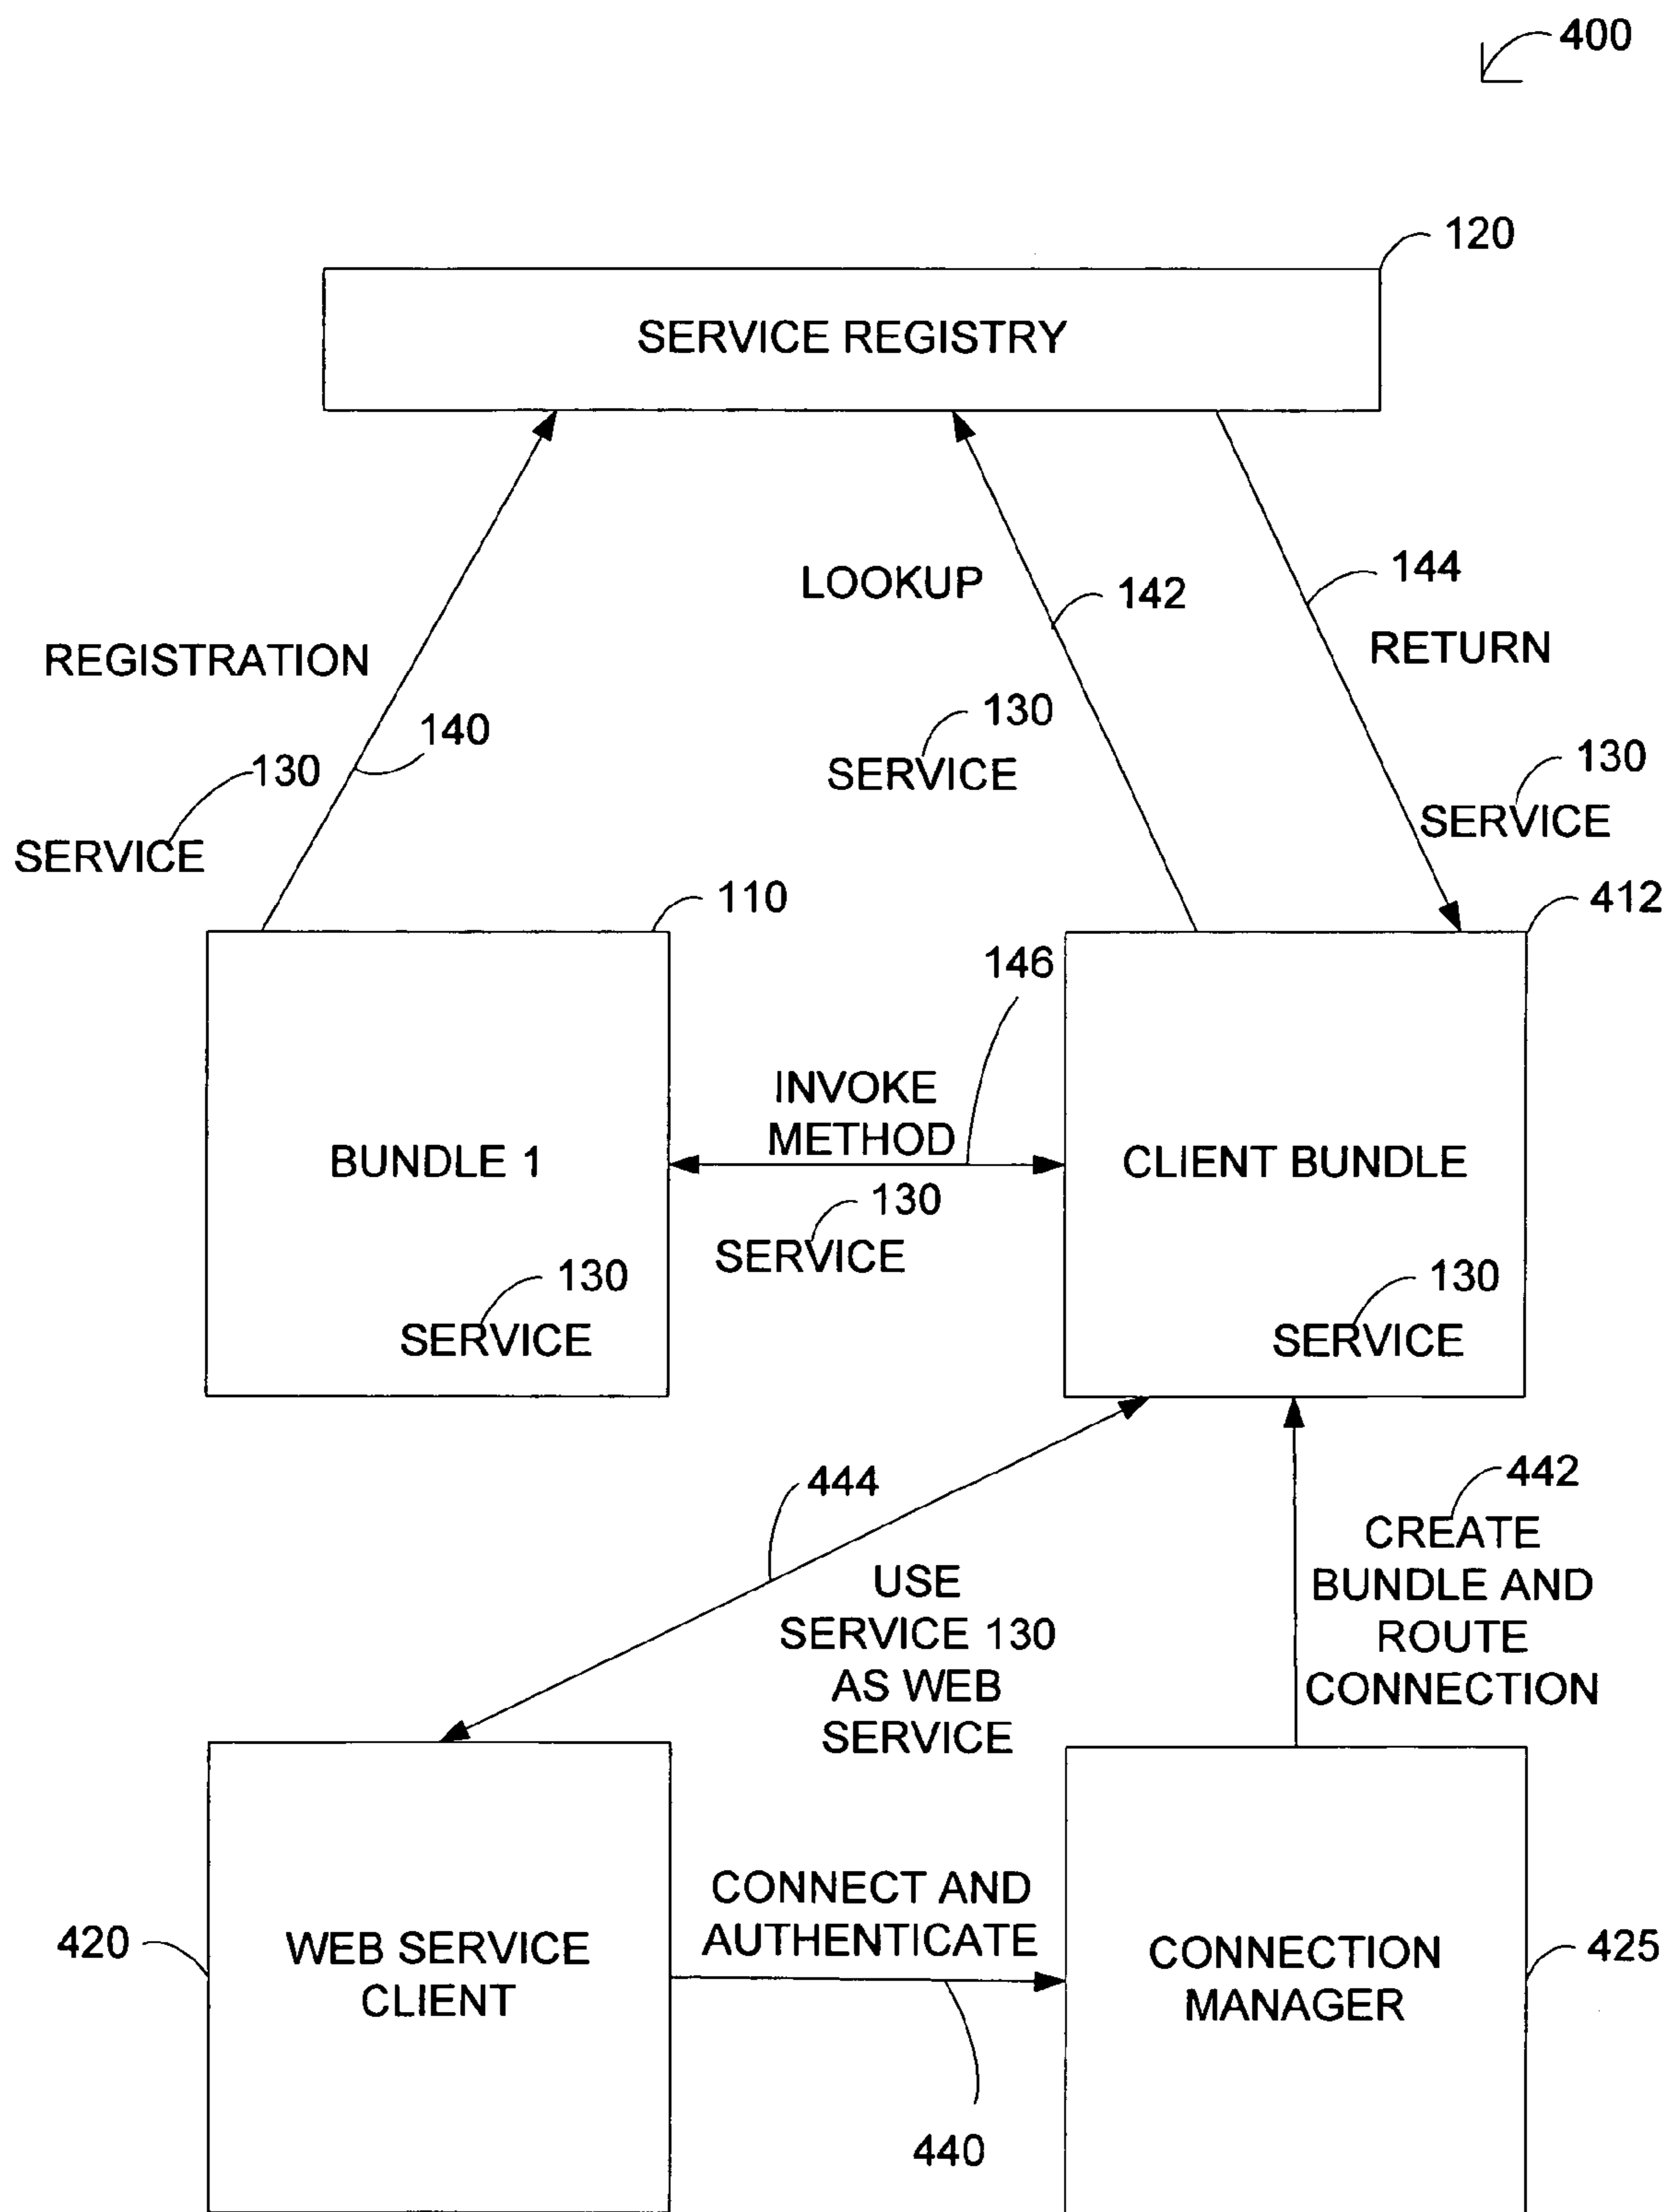 400
120
SERVICE REGISTRY
LOOKUP
142
144
RETURN
REGISTRATION
140
130
SERVICE
130
SERVICE
130
SERVICE
110
412
146
INVOKE
METHOD
BUNDLE 1
CLIENT BUNDLE
130
SERVICE
130
SERVICE
130
SERVICE
444
442
CREATE
BUNDLE AND
ROUTE
CONNECTION
USE
SERVICE 130
AS WEB
SERVICE
CONNECT AND
AUTHENTICATE
420
WEB SERVICE
CLIENT
CONNECTION
MANAGER
425
440